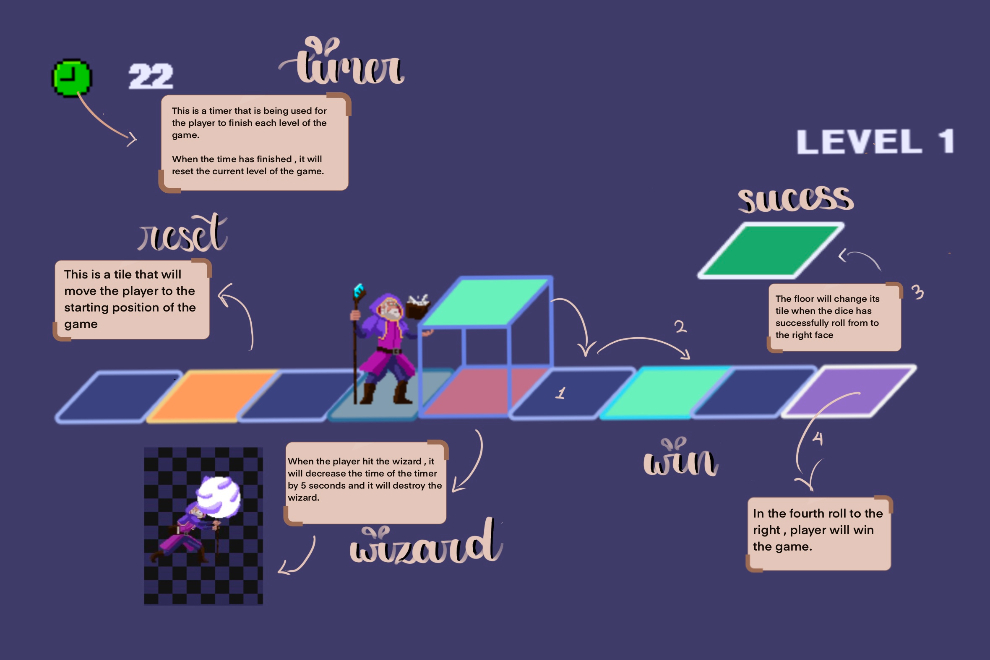 timer
22
This is a timer that is being used for
the player to finish each level of the
game.
When the time has finished , it will
reset the current level of the game.
LEVEL 1
sucess
reset
This is a tile that will
move the player to the
starting position of the
game
The floor will change its
tile when the dice has
successfully roll from to
the right face
3
2
1
4
win
When the player hit the wizard , it
will decrease the time of the timer
by 5 seconds and it will destroy the
wizard.
wizard
In the fourth roll to the
right , player will win
the game.